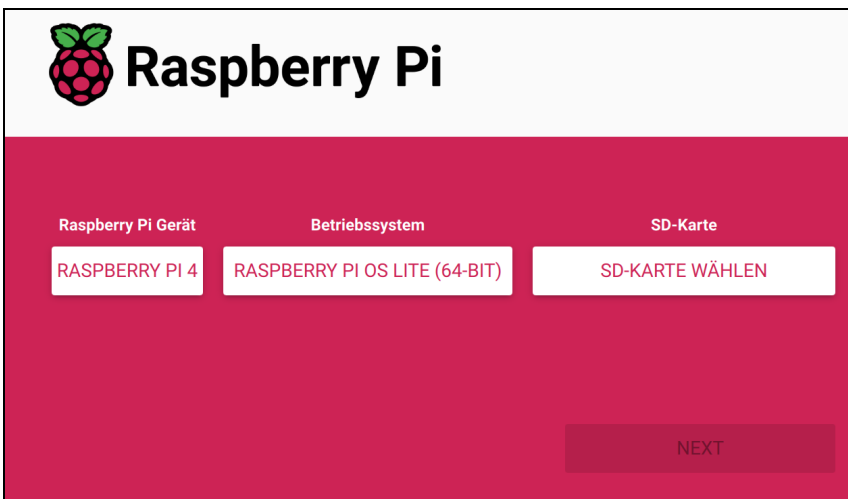 Raspberry Pi
Raspberry Pi Gerät
Betriebssystem
SD-Karte
RASPBERRY PI 4
RASPBERRY PI OS LITE (64-BIT)
SD-KARTE WÄHLEN
NEXT